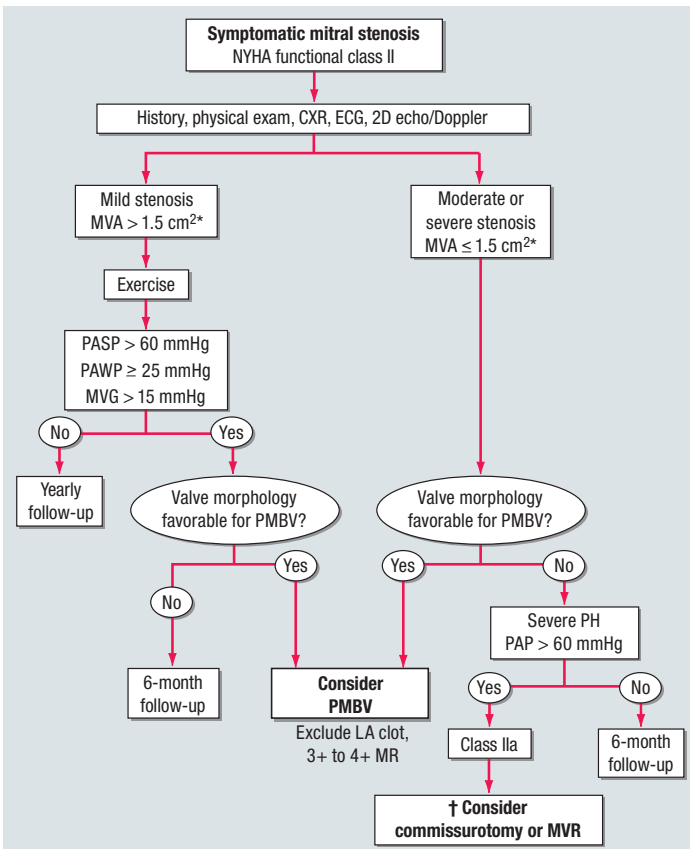 Symptomatic mitral stenosis
NYHA functional class II
History, physical exam, CXR, ECG, 2D echo/Doppler
Mild stenosis
MVA > 1.5 cm²*
Moderate or
severe stenosis
MVA ≤ 1.5 cm²*
Exercise
PASP > 60 mmHg
PAWP ≥ 25 mmHg
MVG > 15 mmHg
No
Yes
Yearly
follow-up
Valve morphology
favorable for PMBV?
Valve morphology
favorable for PMBV?
Yes
No
Yes
No
6-month
follow-up
Consider
PMBV
Exclude LA clot,
3+ to 4+ MR
Severe PH
PAP > 60 mmHg
Yes
No
Class IIa
6-month
follow-up
† Consider
commissurotomy or MVR